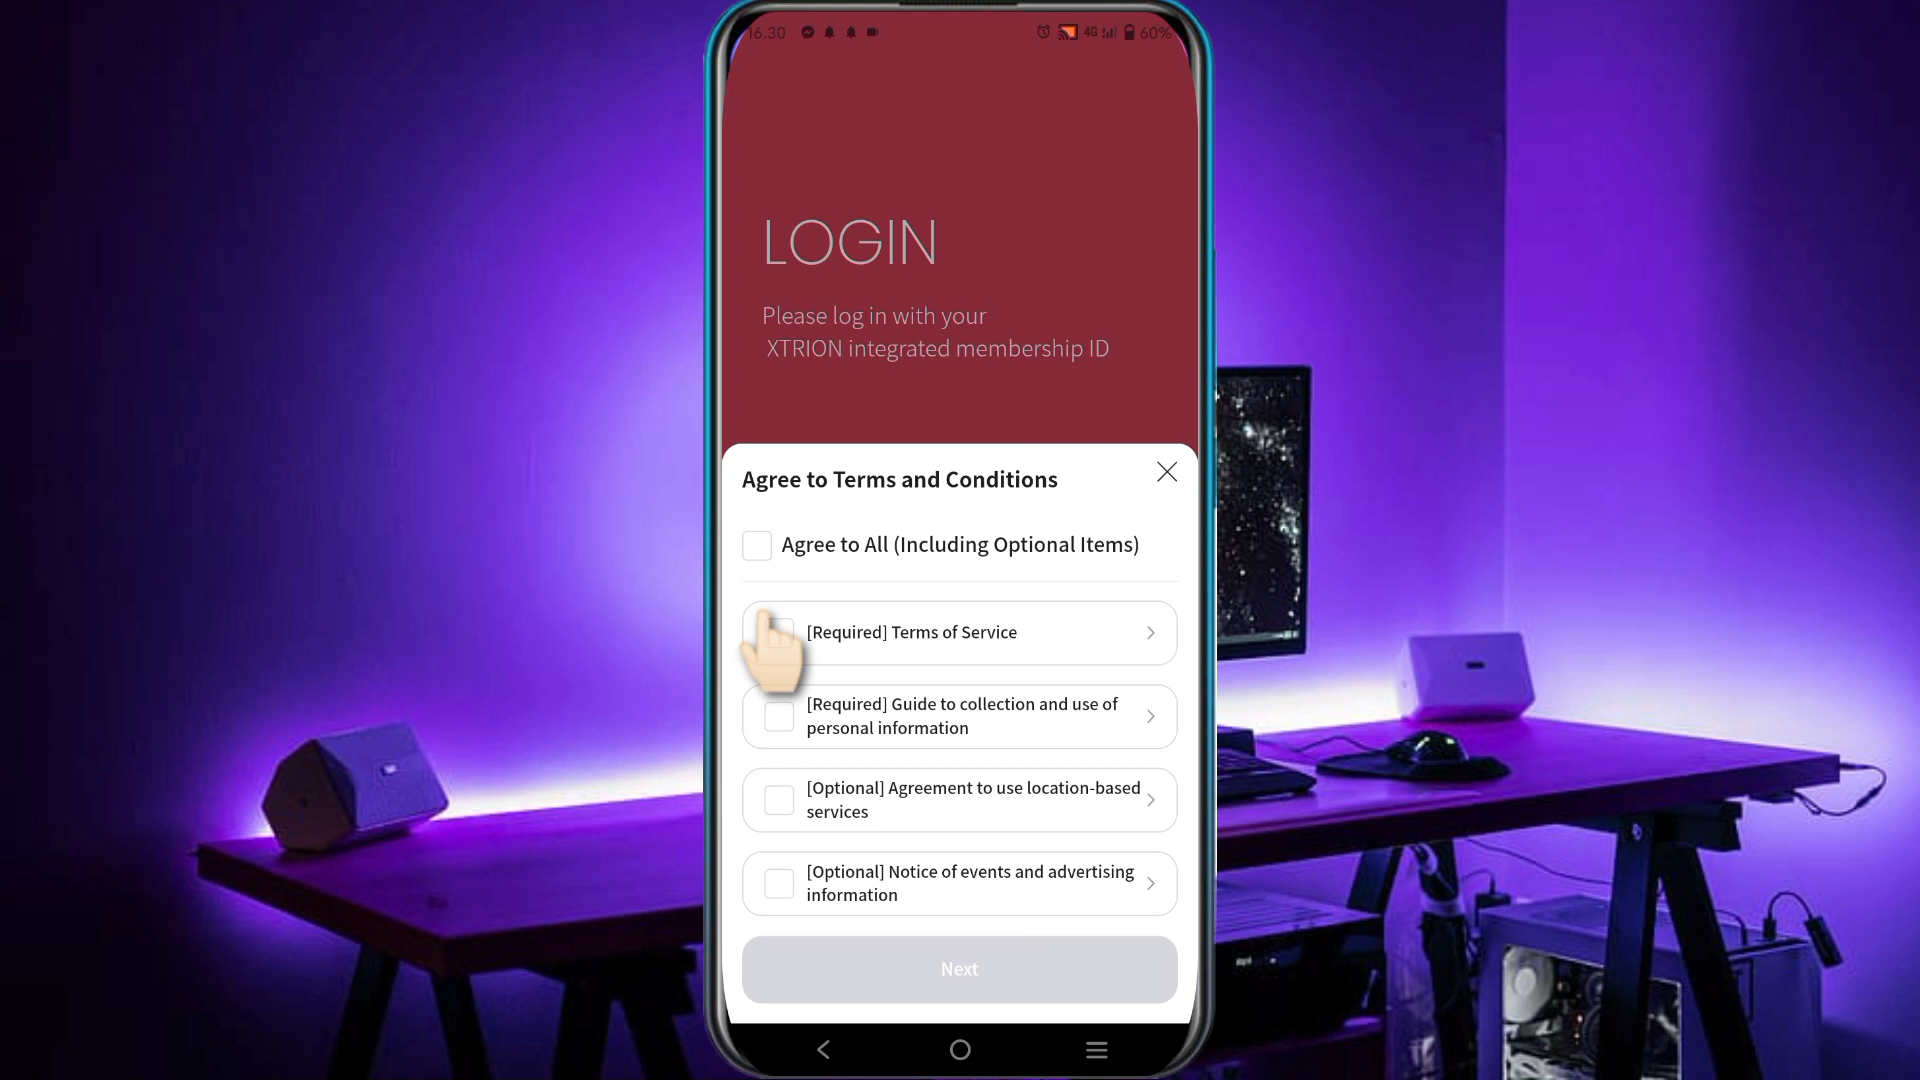 16.30
4G
60%
LOGIN
Please log in with your
XTRION integrated membership ID
Agree to Terms and Conditions
Agree to All (Including Optional Items)
[Required] Terms of Service
[Required] Guide to collection and use of
personal information
[Optional] Agreement to use location-based
services
[Optional] Notice of events and advertising
information
Next